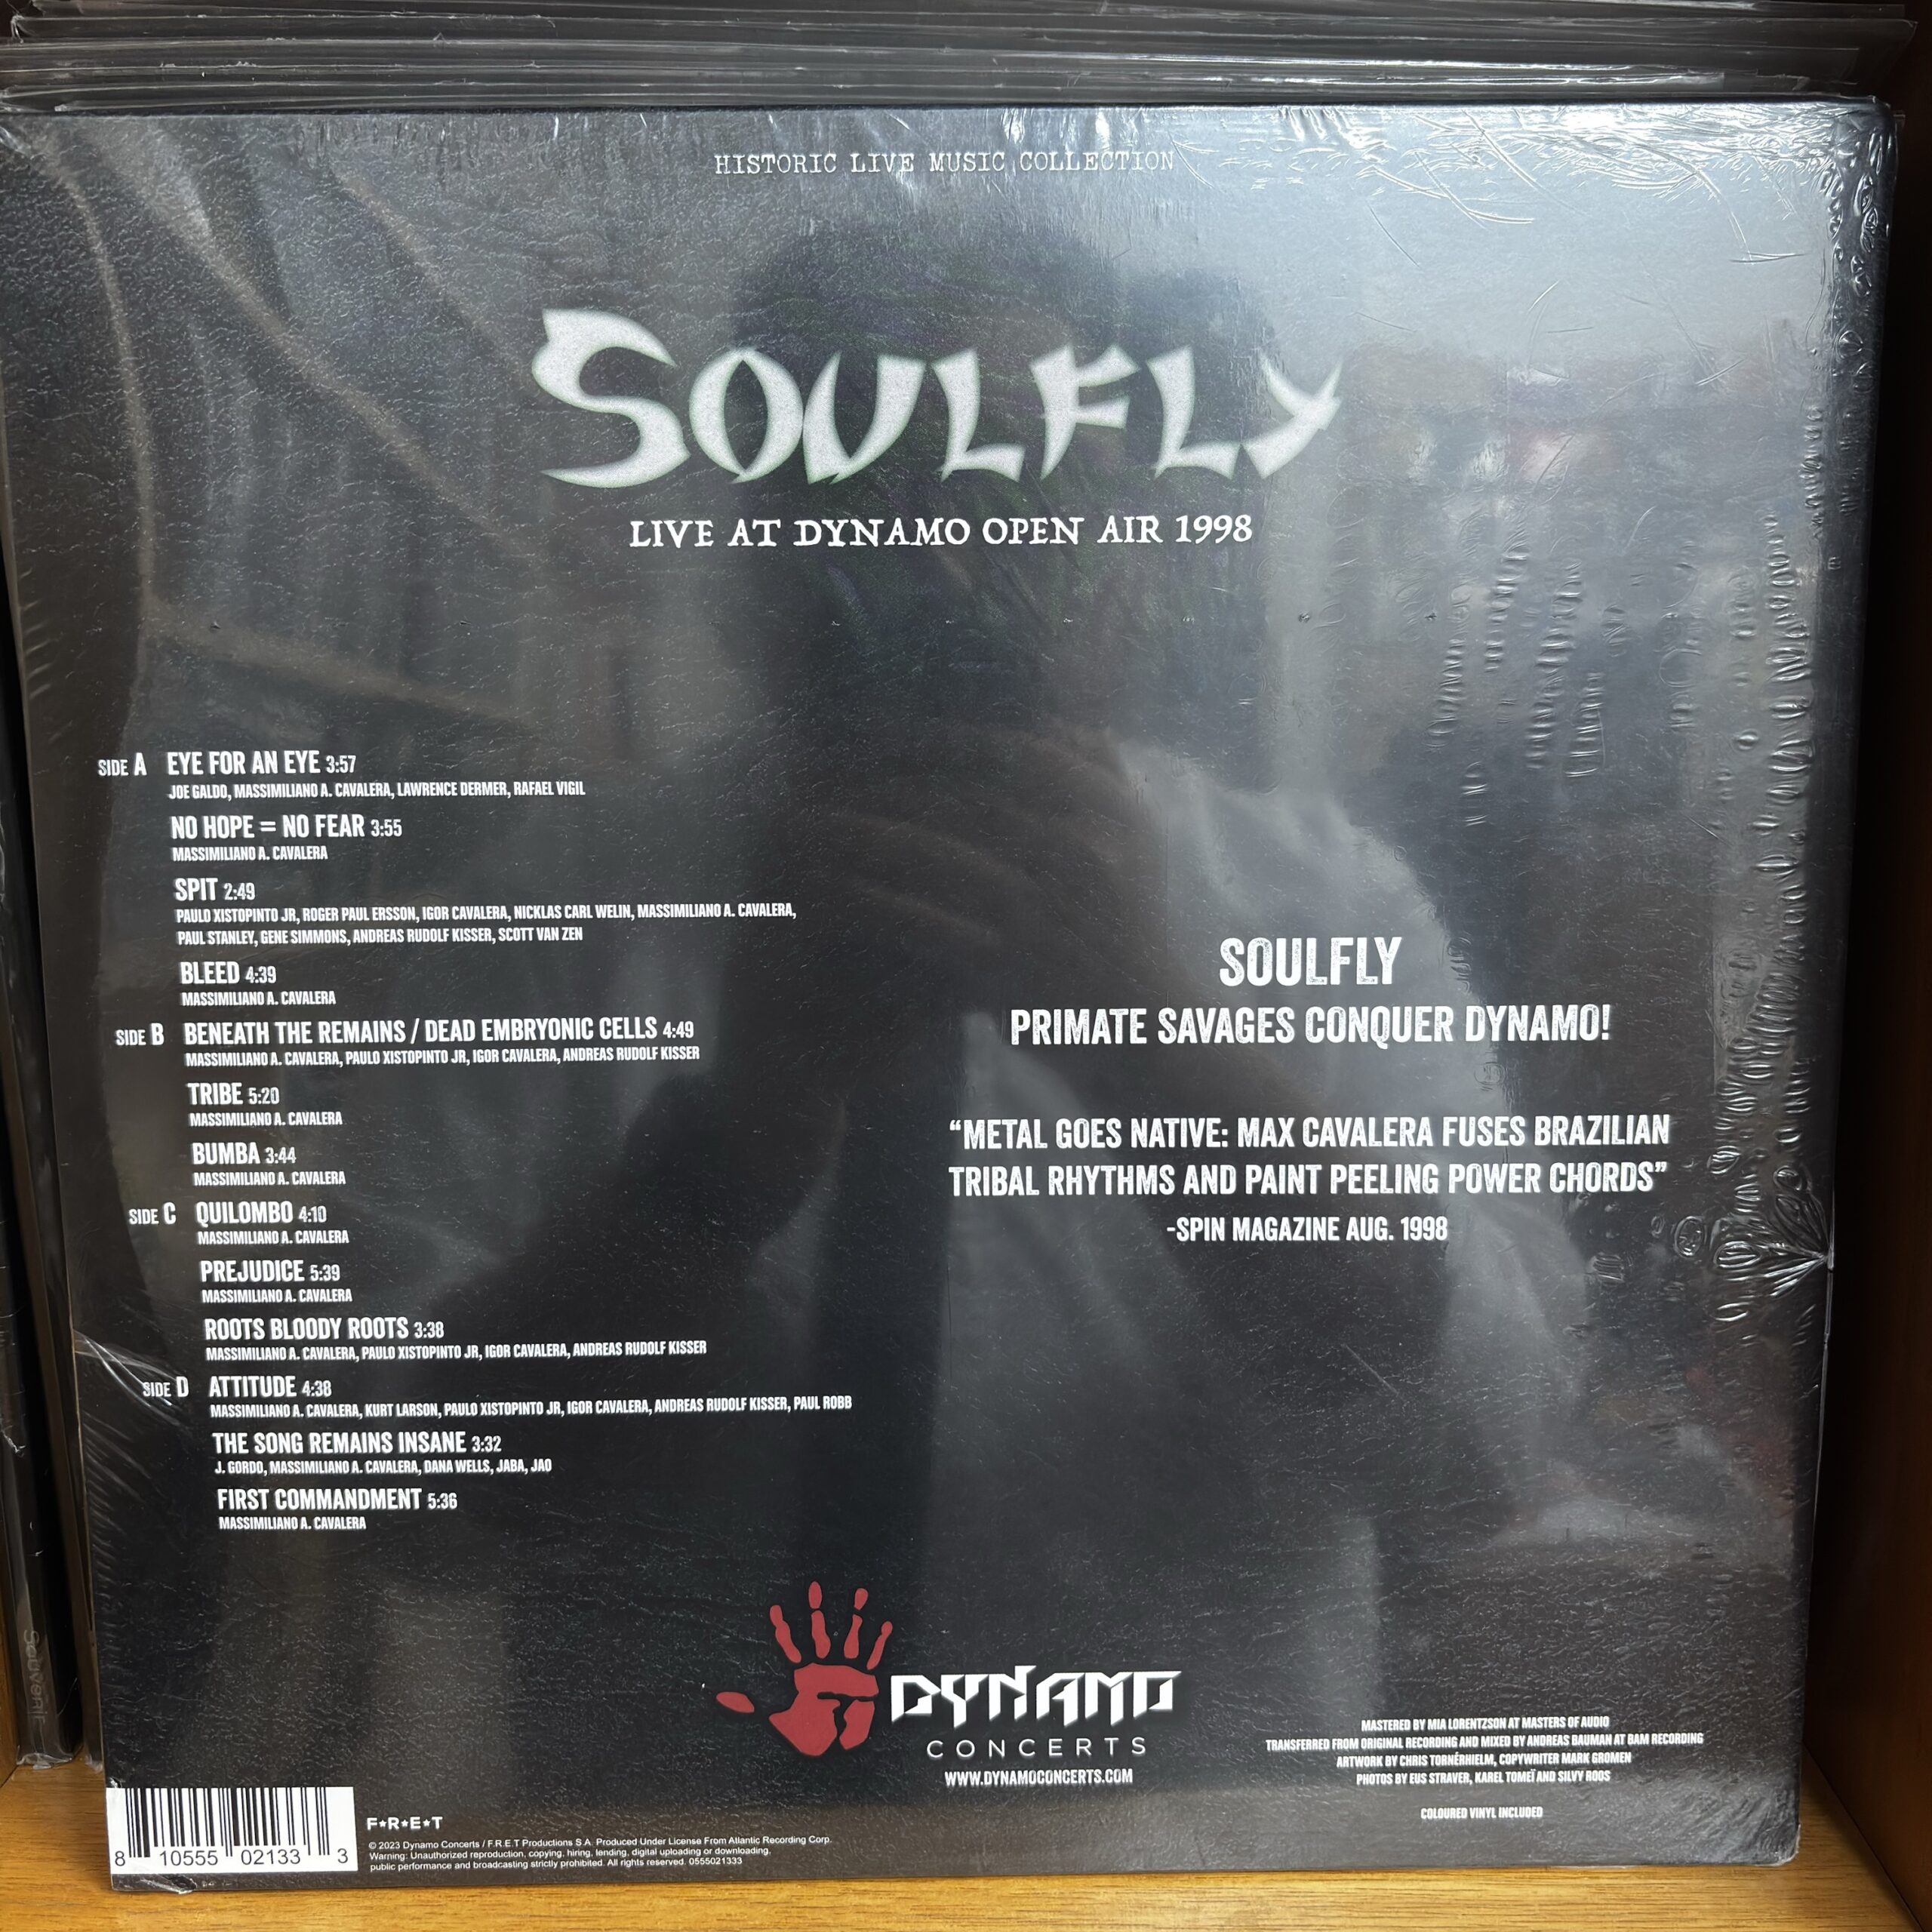 HISTORIC LIVE MUSIC COLLECTION
SOULFLY
LIVE AT DYNAMO OPEN AIR 1998
SIDE A EYE FOR AN EYE 3:57
JOE GALDO, MASSIMILIANO A. CAVALERA, LAWRENCE DERMER, RAFAEL VIGIL
NO HOPE = NO FEAR 3:55
MASSIMILIANO A. CAVALERA
SPIT 2:49
PAULO XISTOPINTO JR, ROGER PAUL ERSSON, IGOR CAVALERA, NICKLAS CARL WELIN, MASSIMILIANO A. CAVALERA,
PAUL STANLEY, GENE SIMMONS, ANDREAS RUDOLF KISSER, SCOTT VAN ZEN
BLEED 4:39
MASSIMILIANO A. CAVALERA
SIDE B BENEATH THE REMAINS / DEAD EMBRYONIC CELLS 4:49
MASSIMILIANO A. CAVALERA, PAULO XISTOPINTO JR, IGOR CAVALERA, ANDREAS RUDOLF KISSER
TRIBE 5:20
MASSIMILIANO A. CAVALERA
BUMBA 3:44
MASSIMILIANO A. CAVALERA
SIDE C QUILOMBO 4:10
MASSIMILIANO A. CAVALERA
PREJUDICE 5:39
MASSIMILIANO A. CAVALERA
ROOTS BLOODY ROOTS 3:38
MASSIMILIANO A. CAVALERA, PAULO XISTOPINTO JR, IGOR CAVALERA, ANDREAS RUDOLF KISSER
SIDE D ATTITUDE 4:38
MASSIMILIANO A. CAVALERA, KURT LARSON, PAULO XISTOPINTO JR, IGOR CAVALERA, ANDREAS RUDOLF KISSER, PAUL ROBB
THE SONG REMAINS INSANE 3:32
J. GORDO, MASSIMILIANO A. CAVALERA, DANA WELLS, JABA, JAO
FIRST COMMANDMENT 5:36
MASSIMILIANO A. CAVALERA
SOULFLY
PRIMATE SAVAGES CONQUER DYNAMO!
“METAL GOES NATIVE: MAX CAVALERA FUSES BRAZILIAN
TRIBAL RHYTHMS AND PAINT PEELING POWER CHORDS”
-SPIN MAGAZINE AUG. 1998
DYNAMO
CONCERTS
WWW.DYNAMOCONCERTS.COM
MASTERED BY MIA LORENTZSON AT MASTERS OF AUDIO
TRANSFERRED FROM ORIGINAL RECORDING AND MIXED BY ANDREAS BAUMAN AT BAM RECORDING
ARTWORK BY CHRIS TORNÉRHIELM, COPYWRITER MARK GROMEN
PHOTOS BY EUS STRAVER, KAREL TOMEÏ AND SILVY ROOS
COLOURED VINYL INCLUDED
8 10555 02133 3
F★R★E★T
© 2023 Dynamo Concerts / F.R.E.T Productions S.A. Produced Under License From Atlantic Recording Corp.
Warning: Unauthorized reproduction, copying, hiring, lending, digital uploading or downloading,
public performance and broadcasting strictly prohibited. All rights reserved. 0555021333